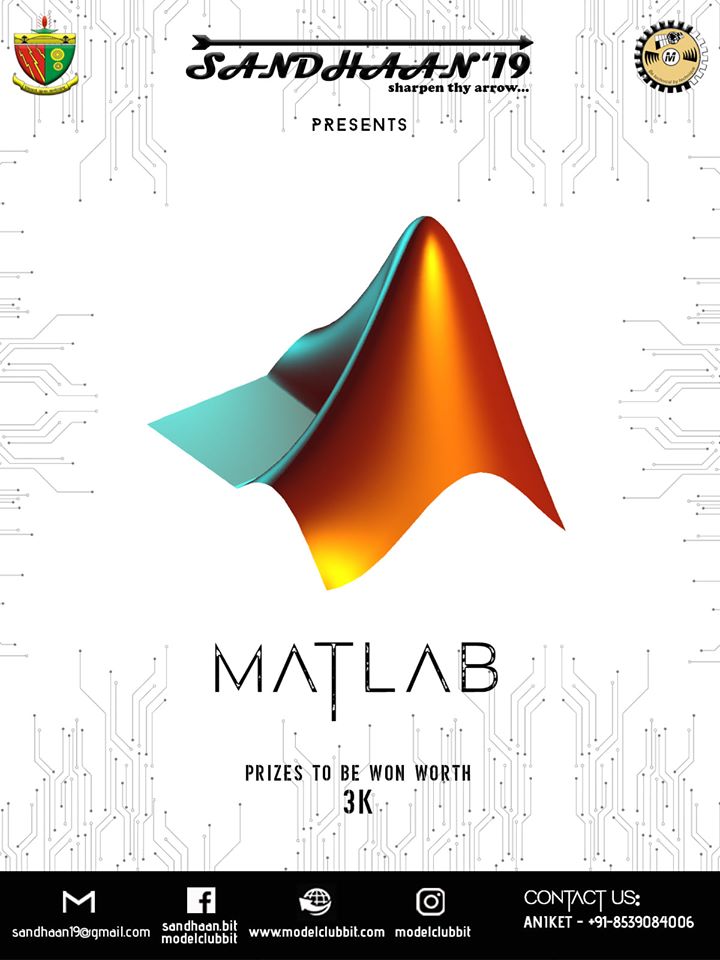 SANDHAAN'19
sharpen thy arrow...
PRESENTS
M
MATLAB
PRIZES TO BE WON WORTH
3K
sandhaan19@gmail.com
sandhaan.bit
modelclubbit
www.modelclubbit.com
modelclubbit
CONTACT US:
ANIKET - +91-8539084006